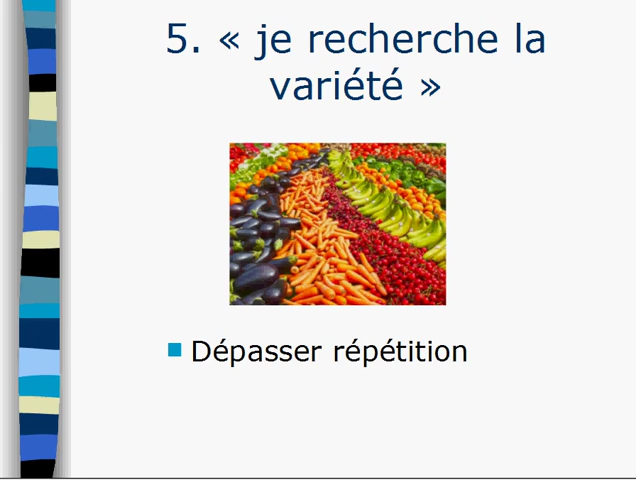 5. « je recherche la
variété »
Dépasser répétition